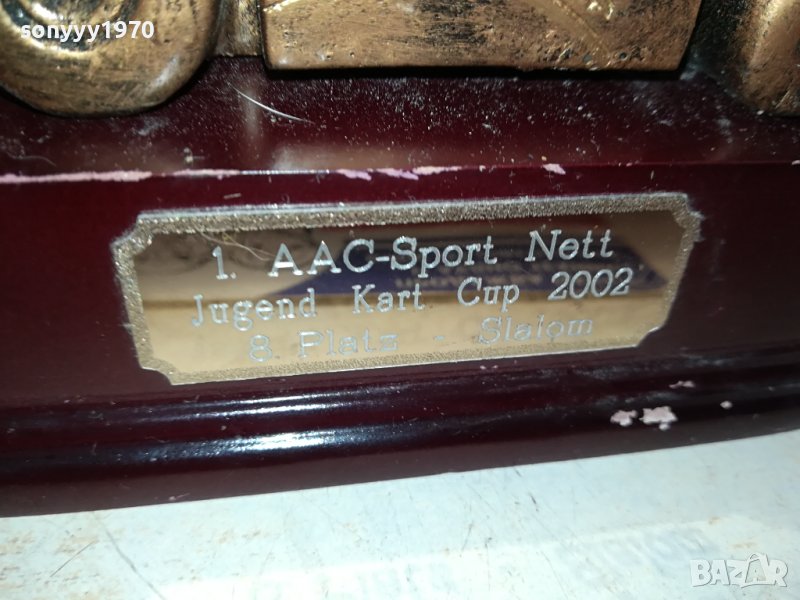 sonyyy1970
1. AAC-Sport Nett
Jugend Kart Cup 2002
8. Platz - Slalom
BAZAR